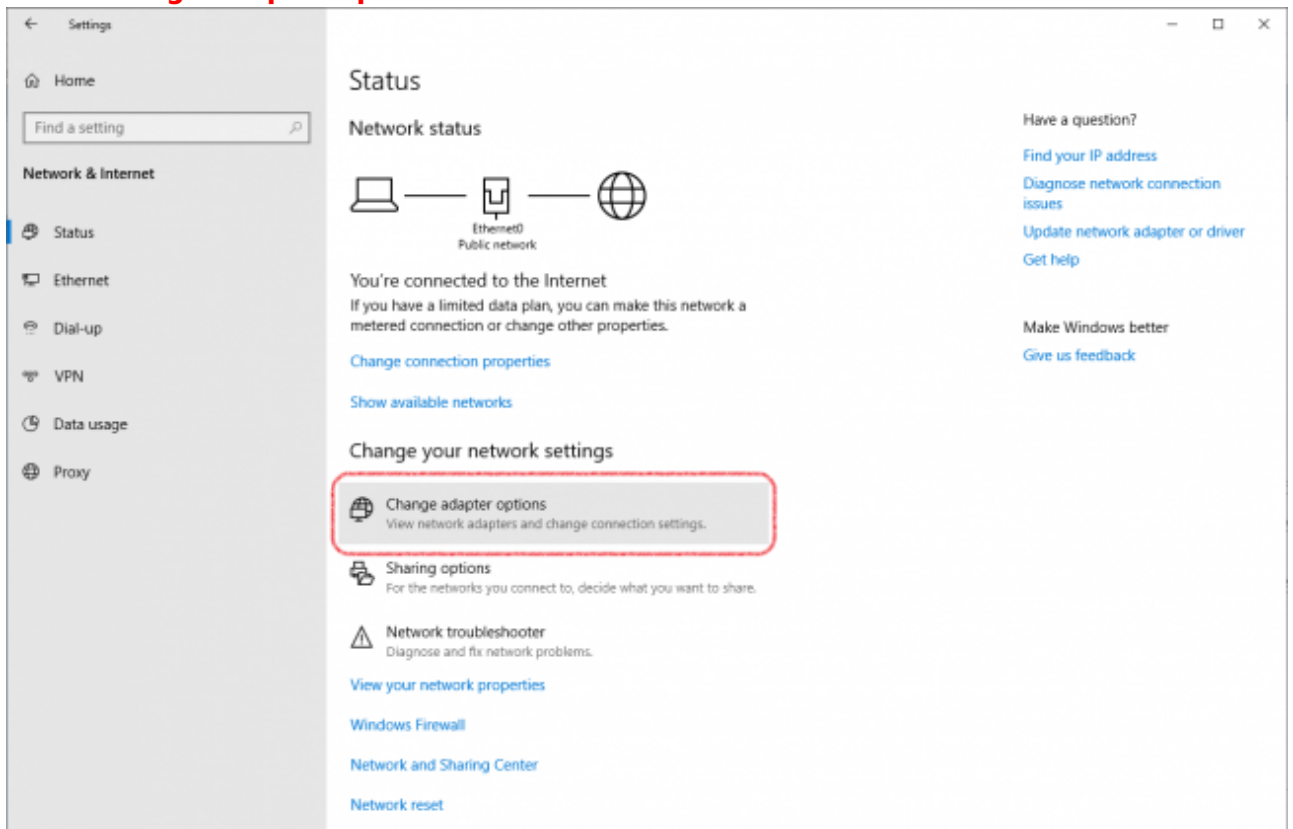 Settings
Home
Find a setting
Network & Internet
Status
Ethernet
Dial-up
VPN
Data usage
Proxy
Status
Network status
Ethernet0
Public network
You're connected to the Internet
If you have a limited data plan, you can make this network a
metered connection or change other properties.
Change connection properties
Show available networks
Change your network settings
Change adapter options
View network adapters and change connection settings.
Sharing options
For the networks you connect to, decide what you want to share.
Network troubleshooter
Diagnose and fix network problems.
View your network properties
Windows Firewall
Network and Sharing Center
Network reset
Have a question?
Find your IP address
Diagnose network connection
issues
Update network adapter or driver
Get help
Make Windows better
Give us feedback